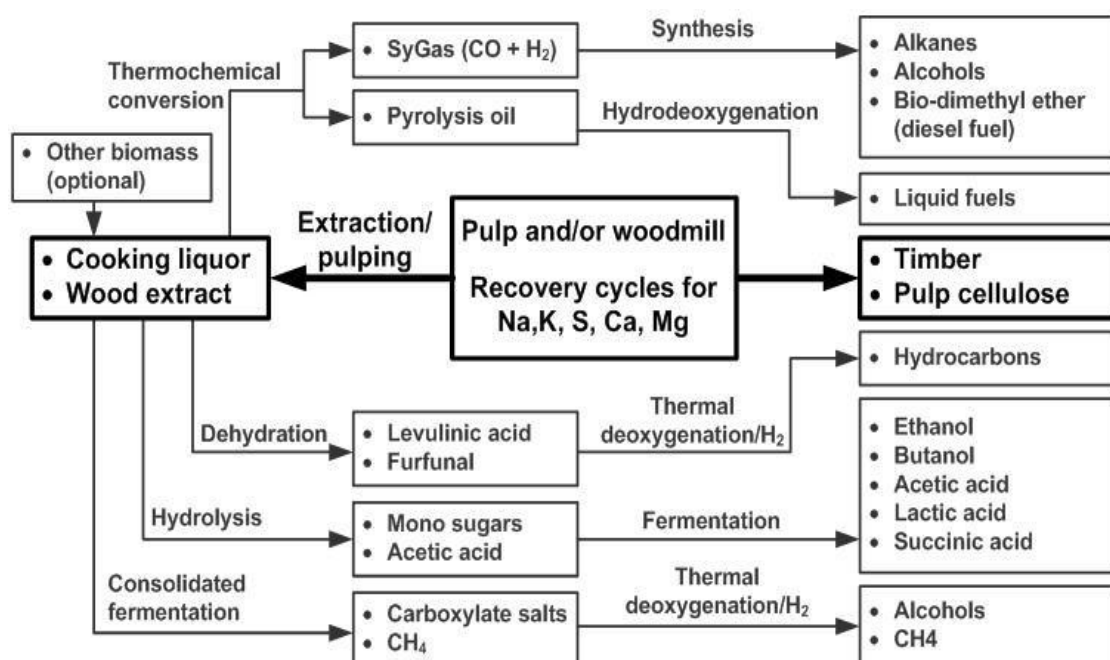 • SyGas (CO + H₂)
Synthesis
• Alkanes
• Alcohols
• Bio-dimethyl ether
(diesel fuel)
Thermochemical
conversion
• Pyrolysis oil
Hydrodeoxygenation
• Other biomass
(optional)
• Liquid fuels
Extraction/
pulping
Pulp and/or woodmill
Recovery cycles for
Na,K, S, Ca, Mg
• Cooking liquor
• Wood extract
• Timber
• Pulp cellulose
• Hydrocarbons
Dehydration
• Levulinic acid
• Furfunal
Thermal
deoxygenation/H₂
• Ethanol
• Butanol
• Acetic acid
• Lactic acid
• Succinic acid
Hydrolysis
• Mono sugars
• Acetic acid
Fermentation
Consolidated
fermentation
• Carboxylate salts
• CH₄
Thermal
deoxygenation/H₂
• Alcohols
• CH4